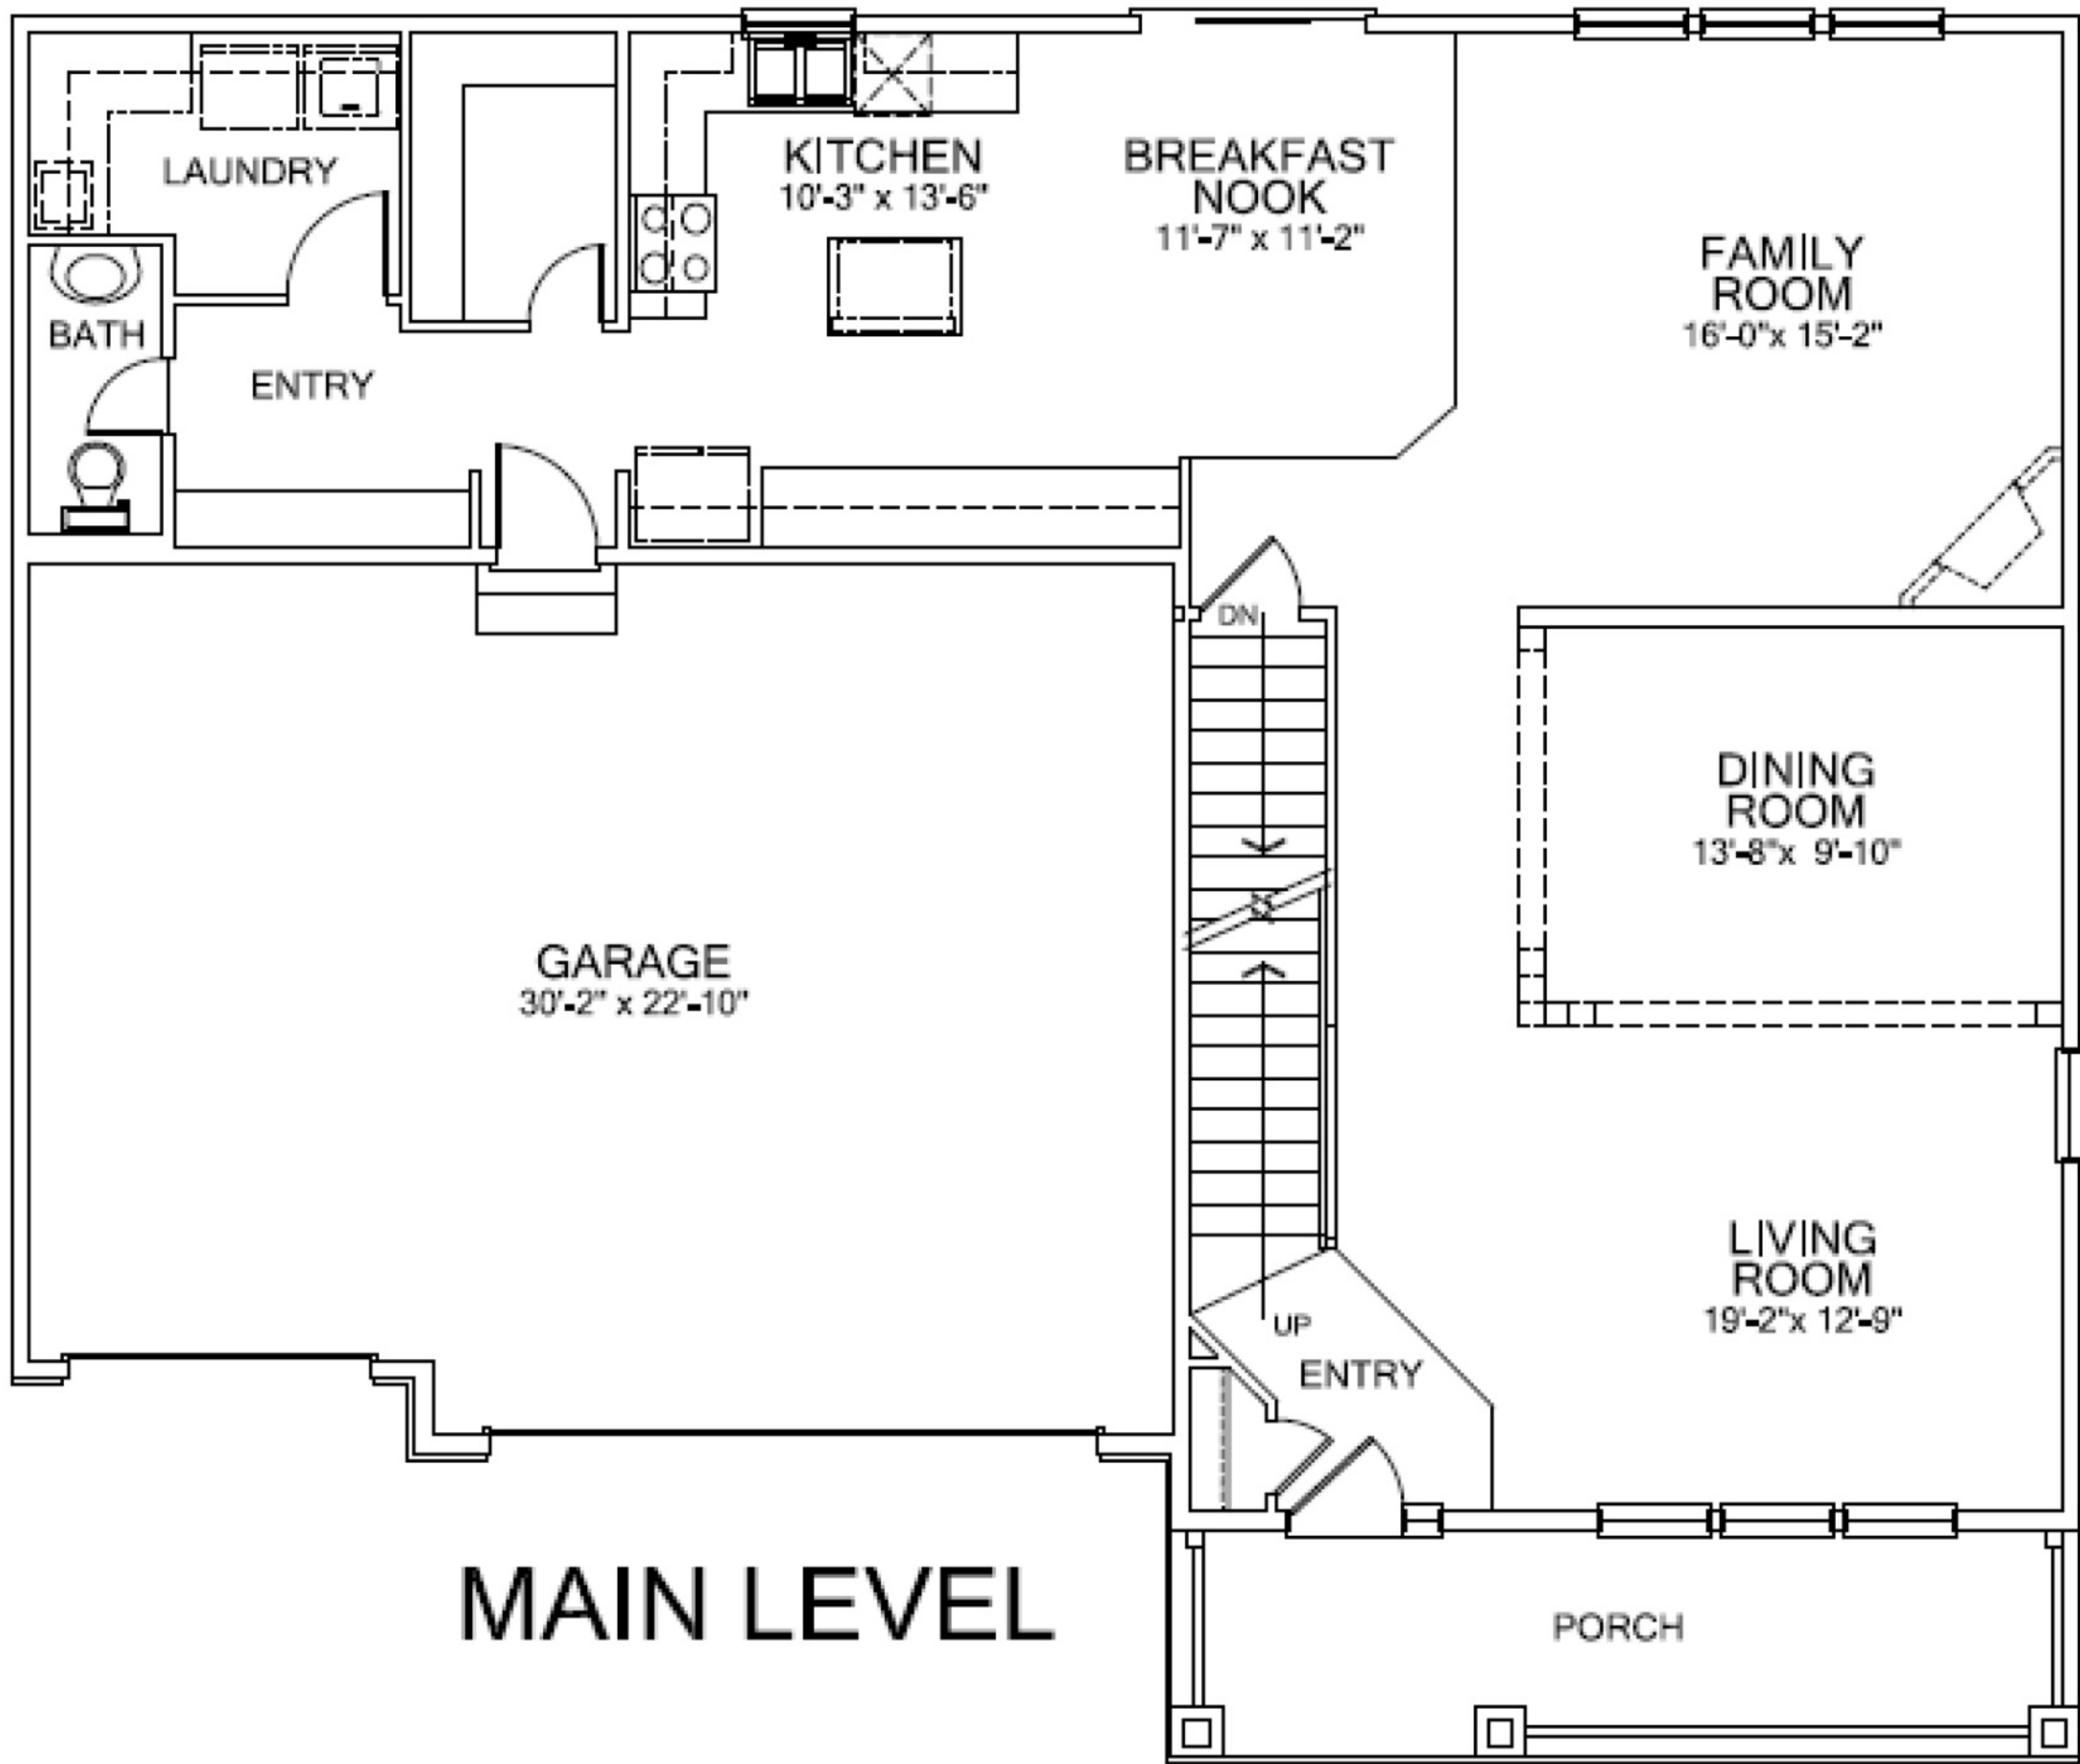 LAUNDRY
KITCHEN
10'-3" x 13'-6"
BREAKFAST
NOOK
11'-7" x 11'-2"
FAMILY
ROOM
16'-0"x 15'-2"
BATH
ENTRY
DN
DINING
ROOM
13'-8"x 9'-10"
GARAGE
30'-2" x 22'-10"
LIVING
ROOM
19'-2"x 12'-9"
UP
ENTRY
MAIN LEVEL
PORCH